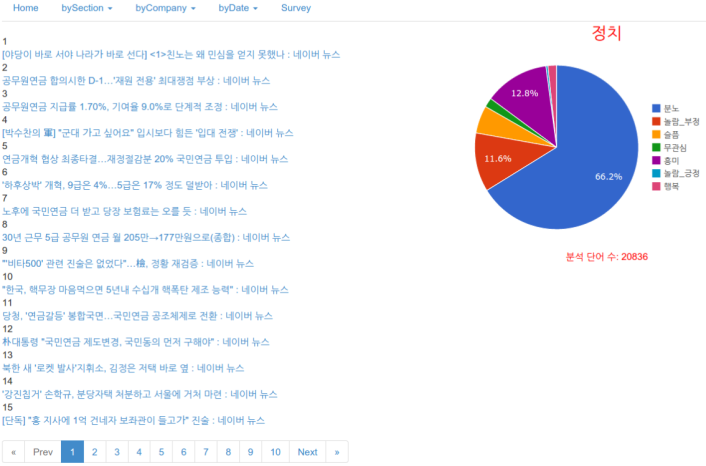 Home bySection byCompany byDate Survey
정치
1
[야당이 바로 서야 나라가 바로 선다] <1>친노는 왜 민심을 얻지 못했나 : 네이버 뉴스
2
공무원연금 합의시한 D-1...'재원 전용' 최대쟁점 부상 : 네이버 뉴스
3
공무원연금 지급률 1.70%, 기여율 9.0%로 단계적 조정 : 네이버 뉴스
4
[박수찬의 軍] "군대 가고 싶어요" 입시보다 힘든 '입대 전쟁' : 네이버 뉴스
5
연금개혁 협상 최종타결...재정절감분 20% 국민연금 투입 : 네이버 뉴스
6
'하후상박' 개혁, 9급은 4%...5급은 17% 정도 덜받아 : 네이버 뉴스
7
노후에 국민연금 더 받고 당장 보험료는 오를 듯 : 네이버 뉴스
8
30년 근무 5급 공무원 연금 월 205만→177만원으로(종합) : 네이버 뉴스
9
"'비타500' 관련 진술은 없었다"...檢, 정황 재검증 : 네이버 뉴스
10
"한국, 핵무장 마음먹으면 5년내 수십개 핵폭탄 제조 능력" : 네이버 뉴스
11
당청, '연금갈등' 봉합국면...국민연금 공조체제로 전환 : 네이버 뉴스
12
朴대통령 "국민연금 제도변경, 국민동의 먼저 구해야" : 네이버 뉴스
13
북한 새 '로켓 발사'지휘소, 김정은 저택 바로 옆 : 네이버 뉴스
14
'강진칩거' 손학규, 분당자택 처분하고 서울에 거처 마련 : 네이버 뉴스
15
[단독] "홍 지사에 1억 건네자 보좌관이 들고가" 진술 : 네이버 뉴스
« Prev 1 2 3 4 5 6 7 8 9 10 Next »
12.8%
11.6%
66.2%
분노
놀람_부정
슬픔
무관심
흥미
놀람_긍정
행복
분석 단어 수: 20836